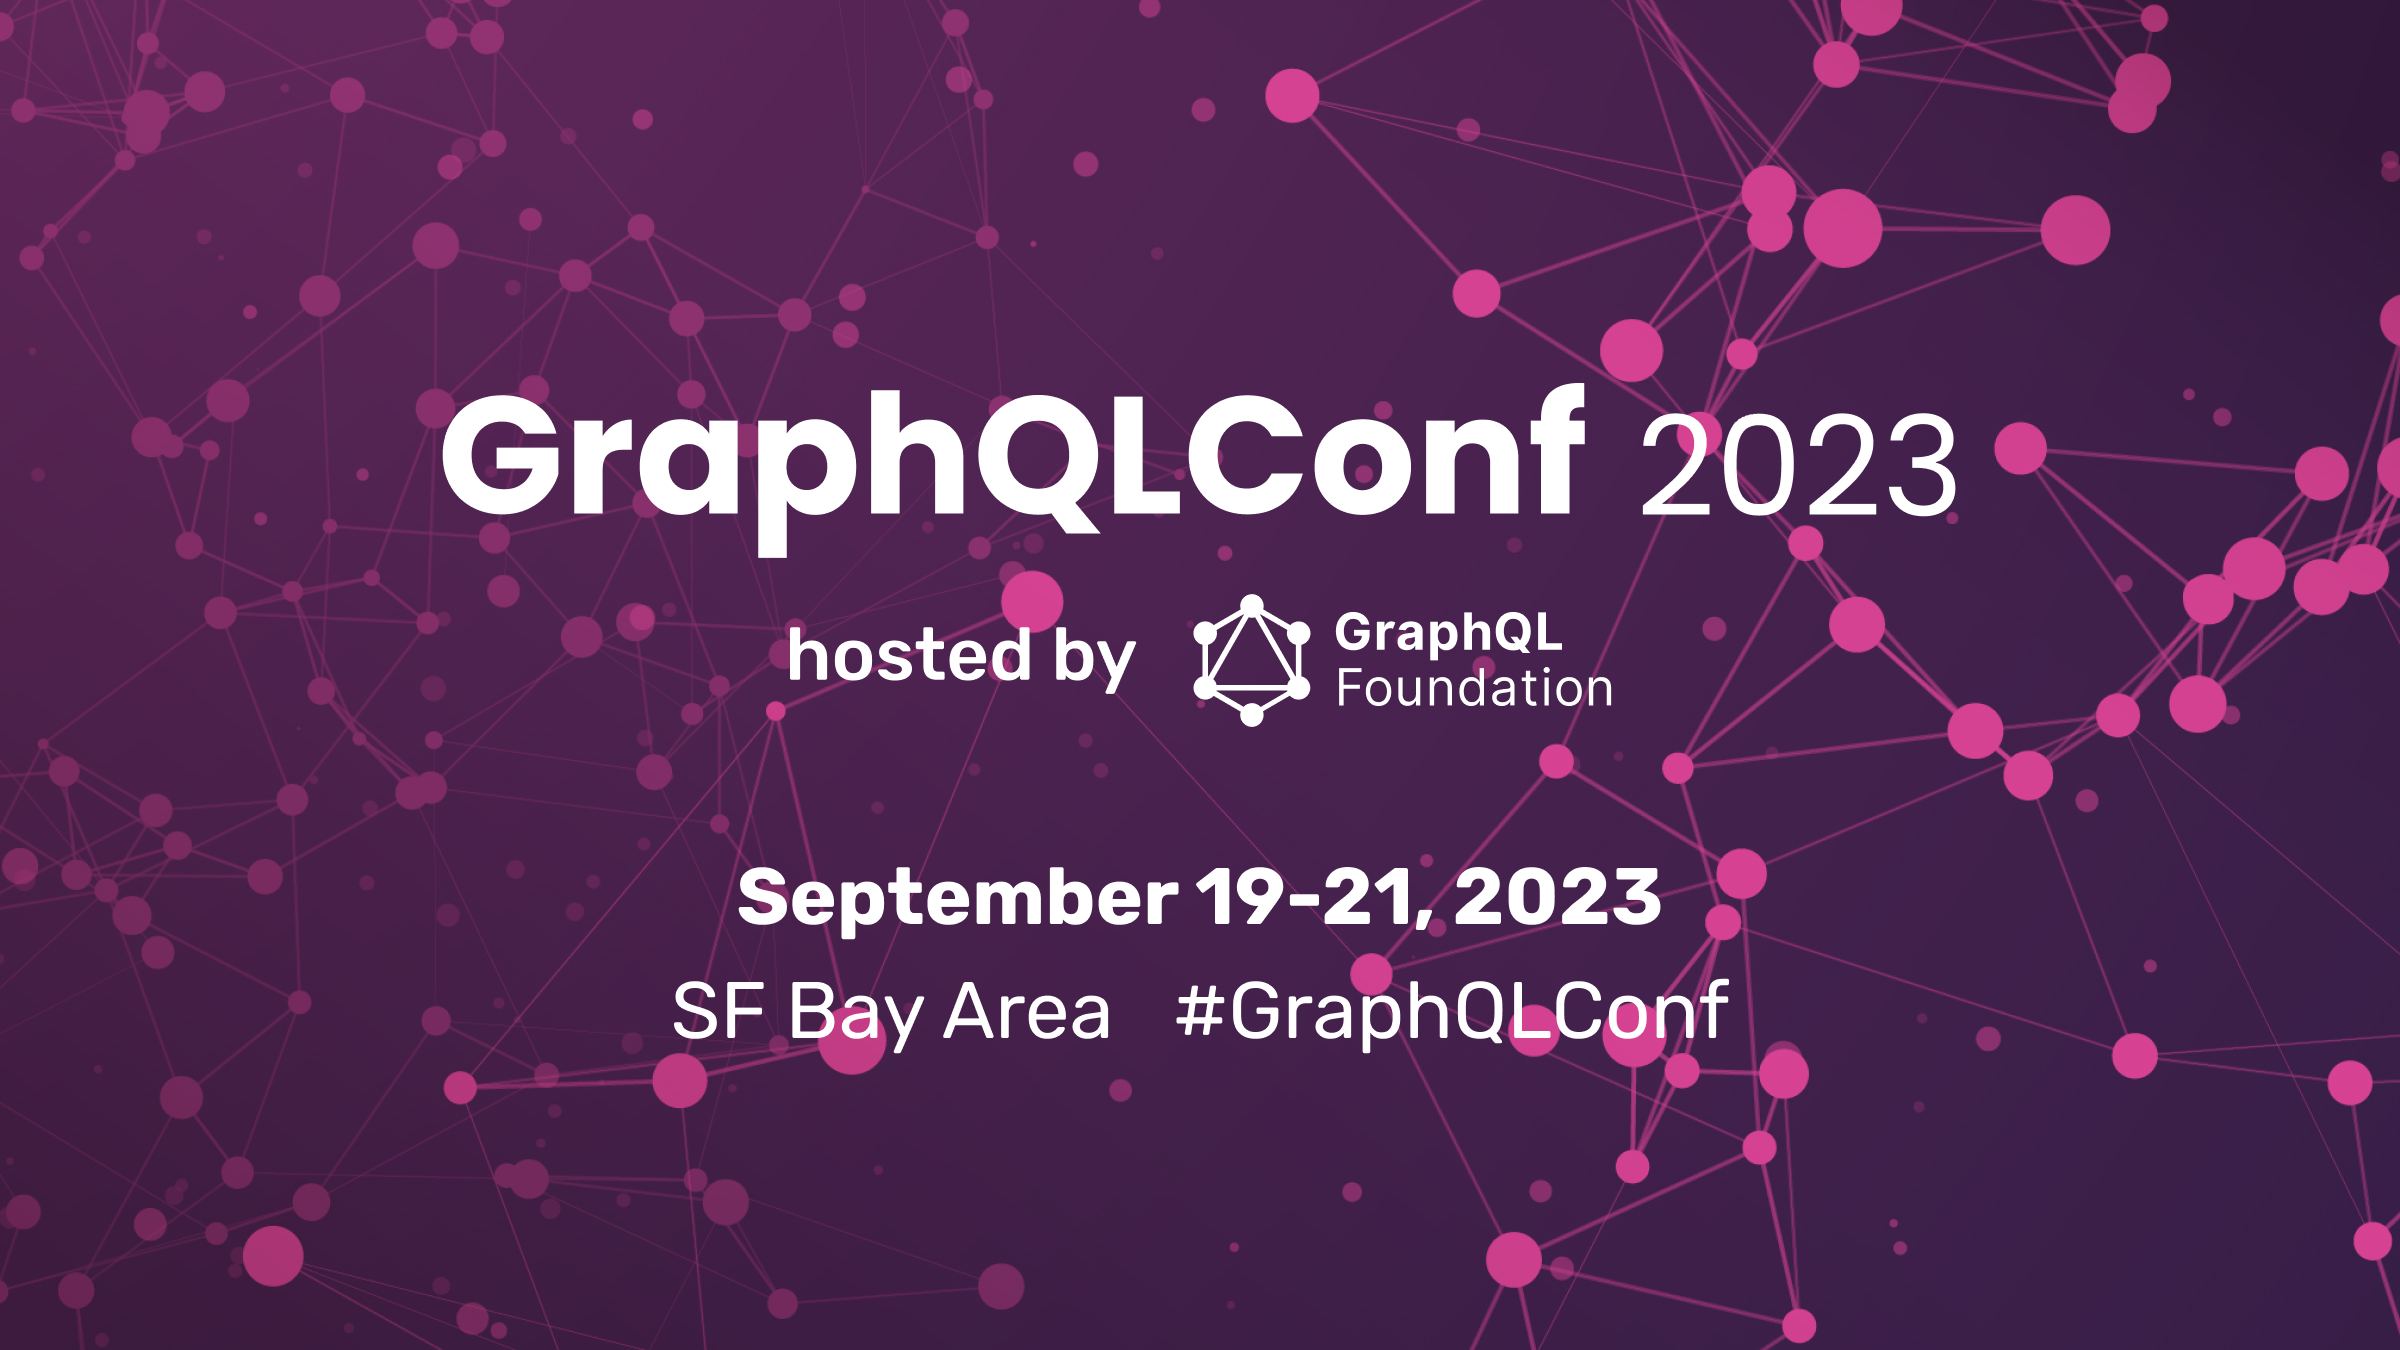 GraphQLConf 2023
hosted by GraphQL Foundation
September 19-21, 2023
SF Bay Area #GraphQLConf